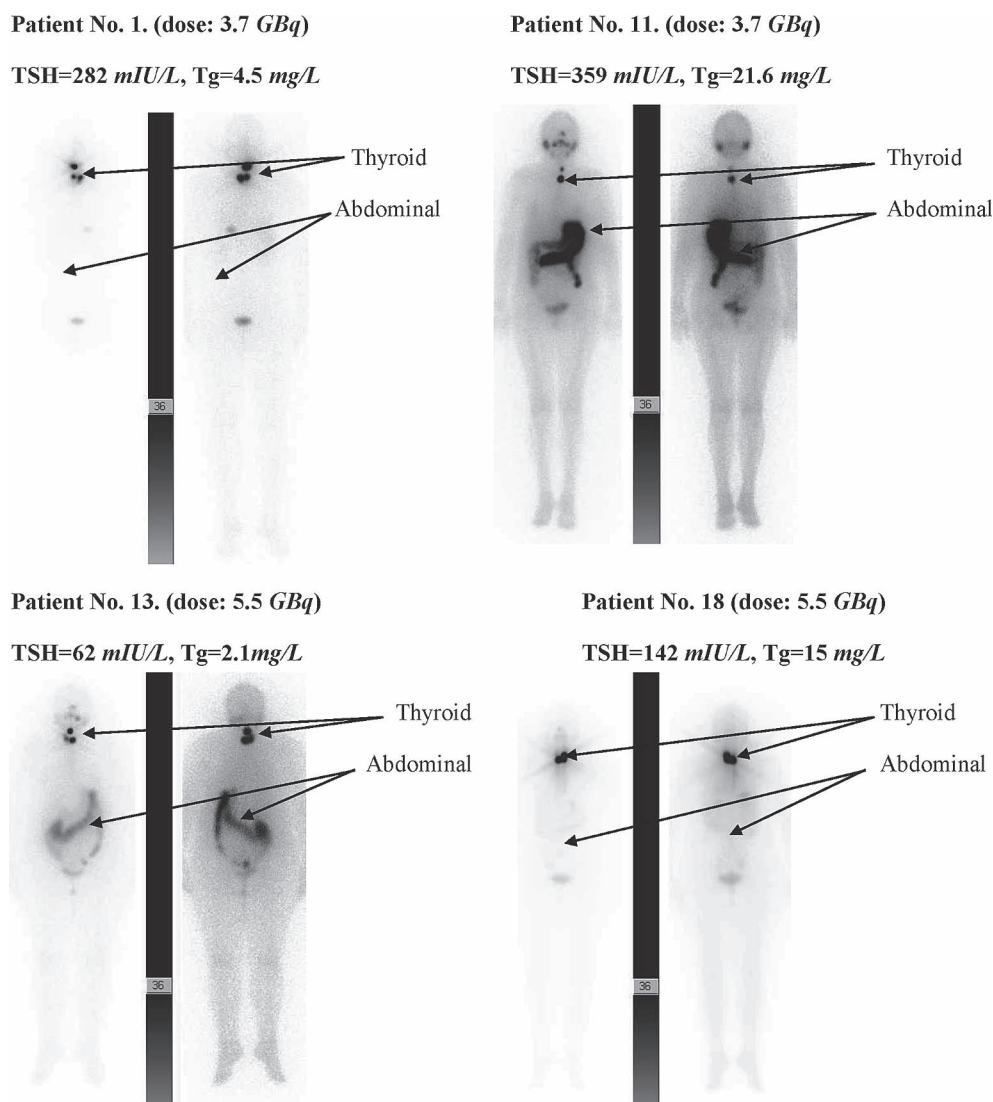 Patient No. 1. (dose: 3.7 GBq)
TSH=282 mIU/L, Tg=4.5 mg/L
Thyroid
Abdominal
36
Patient No. 11. (dose: 3.7 GBq)
TSH=359 mIU/L, Tg=21.6 mg/L
Thyroid
Abdominal
36
Patient No. 13. (dose: 5.5 GBq)
TSH=62 mIU/L, Tg=2.1mg/L
Thyroid
Abdominal
36
Patient No. 18 (dose: 5.5 GBq)
TSH=142 mIU/L, Tg=15 mg/L
Thyroid
Abdominal
36